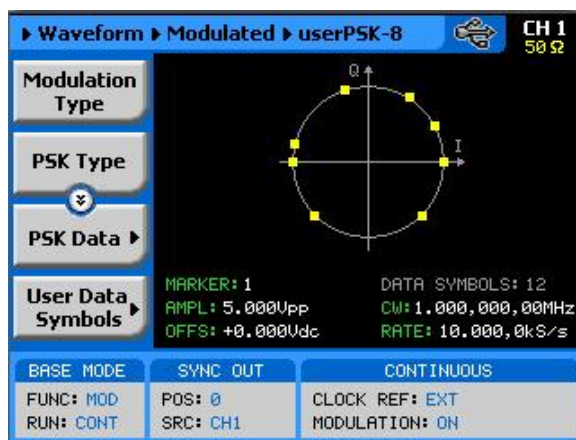 Waveform Modulated userPSK-8 CH 1
50 Ω
Modulation Type
PSK Type
PSK Data
User Data Symbols
Q
I
MARKER: 1 DATA SYMBOLS: 12
AMPL: 5.000Vpp CW: 1.000,000,00MHz
OFFS: +0.000Vdc RATE: 10.000,0kS/s
BASE MODE SYNC OUT CONTINUOUS
FUNC: MOD POS: 0 CLOCK REF: EXT
RUN: CONT SRC: CH1 MODULATION: ON